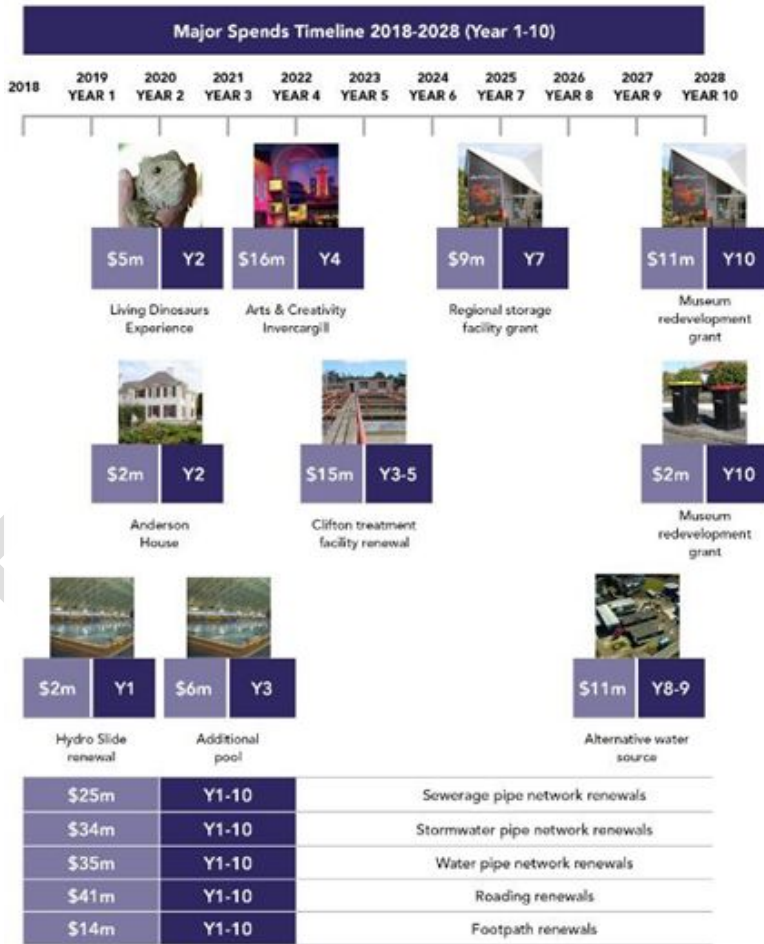 Major Spends Timeline 2018-2028 (Year 1-10)
2018 2019 2020 2021 2022 2023 2024 2025 2026 2027 2028
YEAR 1 YEAR 2 YEAR 3 YEAR 4 YEAR 5 YEAR 6 YEAR 7 YEAR 8 YEAR 9 YEAR 10
$5m Y2 $16m Y4 $9m Y7 $11m Y10
Living Dinosaurs Arts & Creativity Regional storage Museum
Experience Invercargill facility grant redevelopment
grant
$2m Y2 $15m Y3-5 $2m Y10
Anderson Clifton treatment Museum
House facility renewal redevelopment
grant
$2m Y1 $6m Y3 $11m Y8-9
Hydro Slide Additional Alternative water
renewal pool source
$25m Y1-10 Sewerage pipe network renewals
$34m Y1-10 Stormwater pipe network renewals
$35m Y1-10 Water pipe network renewals
$41m Y1-10 Roading renewals
$14m Y1-10 Footpath renewals